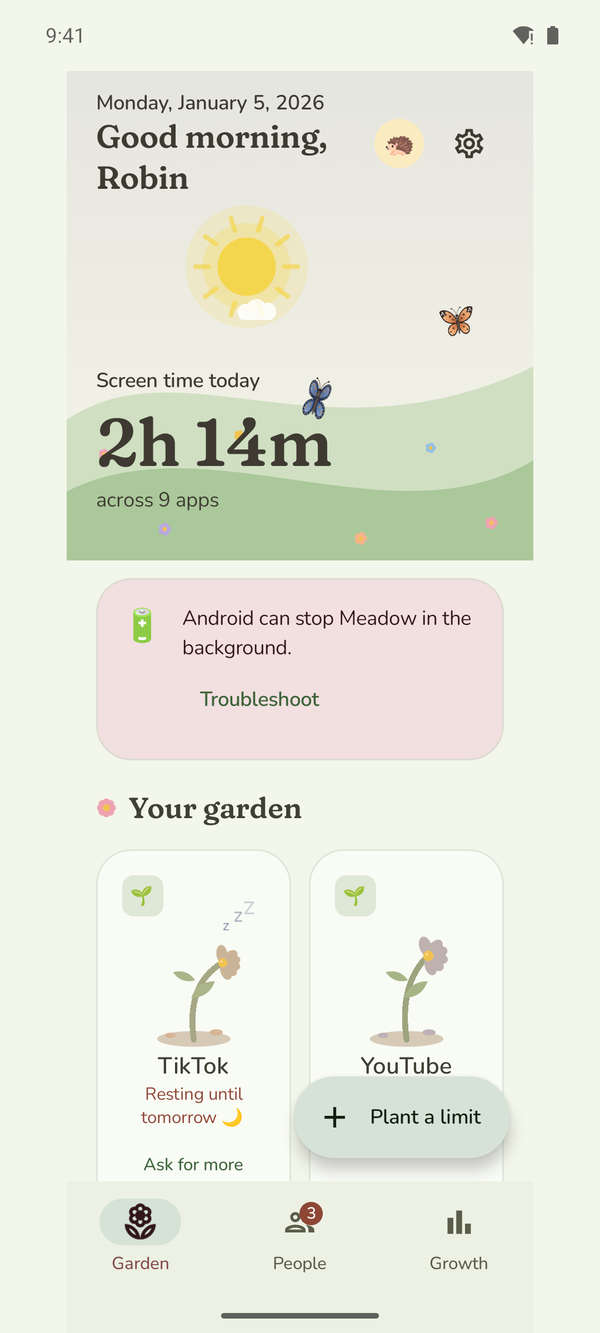 9:41
Monday, January 5, 2026
Good morning,
Robin
Screen time today
2h 14m
across 9 apps
Android can stop Meadow in the
background.
Troubleshoot
Your garden
z z Z
TikTok
Resting until
tomorrow 🌙
Ask for more
YouTube
+ Plant a limit
3
Garden
People
Growth